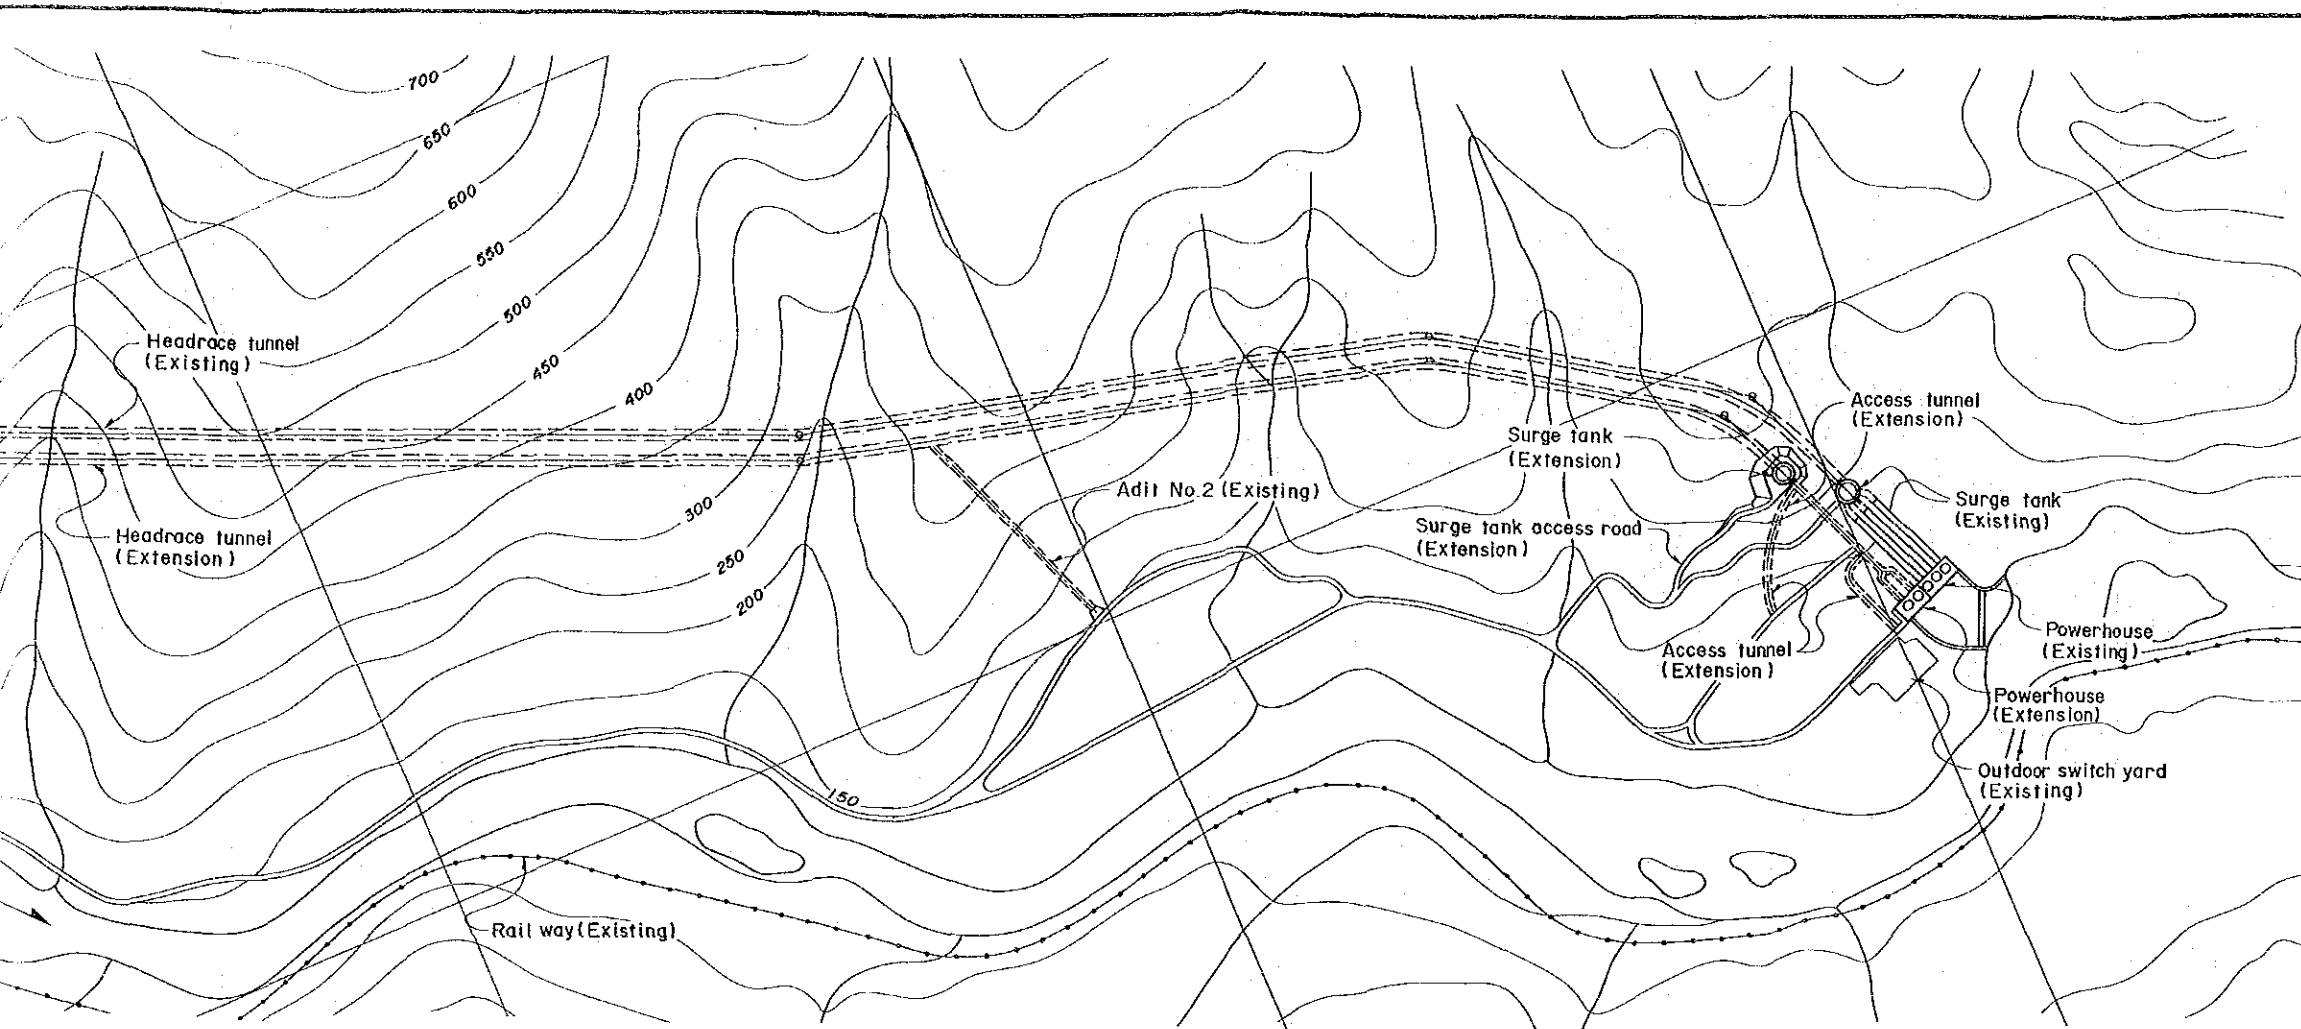 700
650
600
550
500
450
400
300
250
200
150
Headrace tunnel
(Existing)
Headrace tunnel
(Extension)
Adit No.2 (Existing)
Surge tank
(Extension)
Surge tank access road
(Extension)
Access tunnel
(Extension)
Surge tank
(Existing)
Access tunnel
(Extension)
Powerhouse
(Existing)
Powerhouse
(Extension)
Outdoor switch yard
(Existing)
Rail way (Existing)